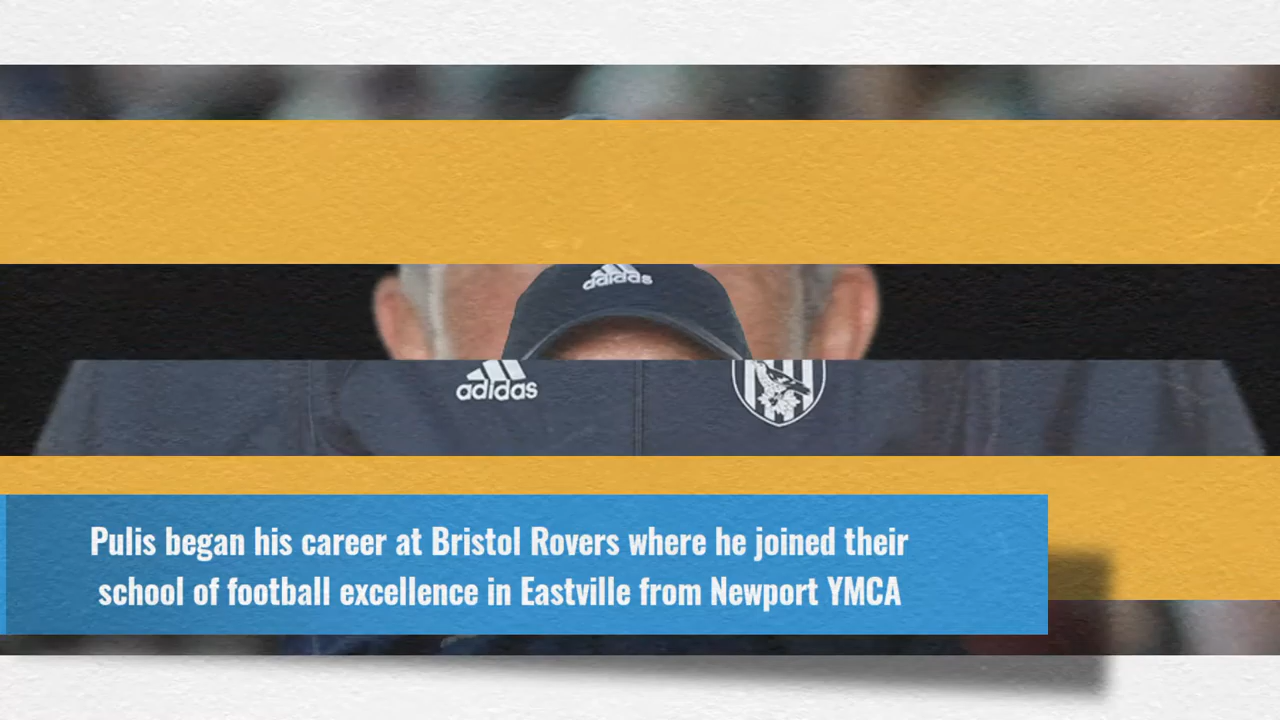 adidas
adidas
Pulis began his career at Bristol Rovers where he joined their
school of football excellence in Eastville from Newport YMCA